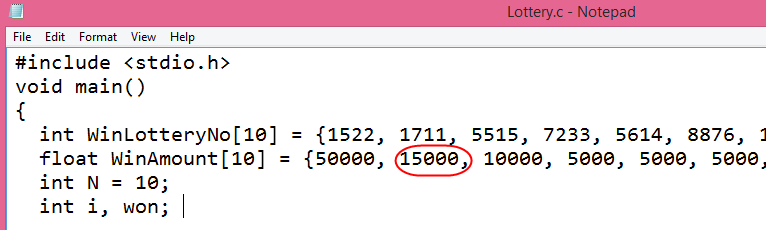 Lottery.c - Notepad
File Edit Format View Help
#include <stdio.h>
void main()
{
int WinLotteryNo[10] = {1522, 1711, 5515, 7233, 5614, 8876, 1
float WinAmount[10] = {50000, 15000, 10000, 5000, 5000, 5000,
int N = 10;
int i, won;